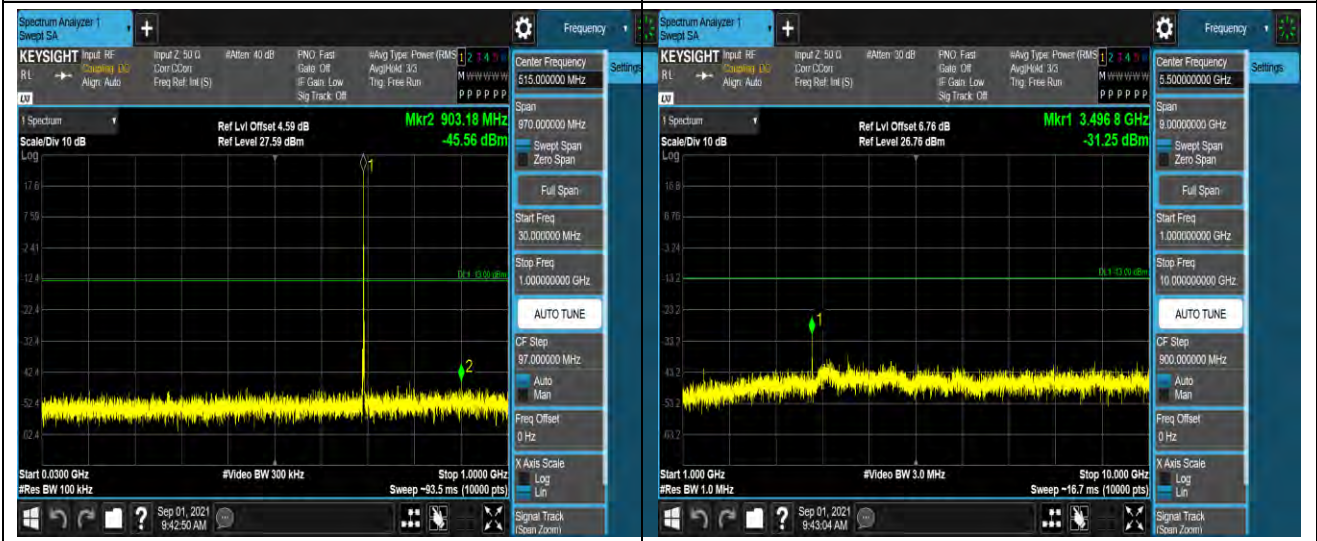 Spectrum Analyzer 1
Swept SA
+
Frequency
KEYSIGHT
Input: RF
Coupling: DC
Align: Auto
Input Z: 50 Ω
Corr CCorr
Freq Ref: Int (S)
#Atten: 40 dB
PNO: Fast
Gate: Off
IF Gain: Low
Sig Track: Off
#Avg Type: Power (RMS
Avg|Hold: 3/3
Trig: Free Run
1 2 3 4 5 6
M W W W W W
P P P P P P
RL
LXI
Center Frequency
515.000000 MHz
Settings
Span
970.000000 MHz
Swept Span
Zero Span
Full Span
Start Freq
30.000000 MHz
Stop Freq
1.000000000 GHz
AUTO TUNE
CF Step
97.000000 MHz
Auto
Man
Freq Offset
0 Hz
X Axis Scale
Log
Lin
Signal Track
(Span Zoom)
1 Spectrum
Scale/Div 10 dB
Log
Ref Lvl Offset 4.59 dB
Ref Level 27.59 dBm
Mkr2 903.18 MHz
-45.56 dBm
1
17.6
7.59
-2.41
-12.4
DL1 -13.00 dBm
-22.4
-32.4
-42.4
2
-52.4
-62.4
Start 0.0300 GHz
#Res BW 100 kHz
#Video BW 300 kHz
Stop 1.0000 GHz
Sweep ~93.5 ms (10000 pts)
?
Sep 01, 2021
9:42:50 AM
Spectrum Analyzer 1
Swept SA
+
Frequency
KEYSIGHT
Input: RF
Coupling: DC
Align: Auto
Input Z: 50 Ω
Corr CCorr
Freq Ref: Int (S)
#Atten: 30 dB
PNO: Fast
Gate: Off
IF Gain: Low
Sig Track: Off
#Avg Type: Power (RMS
Avg|Hold: 3/3
Trig: Free Run
1 2 3 4 5 6
M W W W W W
P P P P P P
RL
LXI
Center Frequency
5.500000000 GHz
Settings
Span
9.00000000 GHz
Swept Span
Zero Span
Full Span
Start Freq
1.000000000 GHz
Stop Freq
10.000000000 GHz
AUTO TUNE
CF Step
900.000000 MHz
Auto
Man
Freq Offset
0 Hz
X Axis Scale
Log
Lin
Signal Track
(Span Zoom)
1 Spectrum
Scale/Div 10 dB
Log
Ref Lvl Offset 6.76 dB
Ref Level 26.76 dBm
Mkr1 3.496 8 GHz
-31.25 dBm
16.8
6.76
-3.24
-13.2
DL1 -13.00 dBm
-23.2
1
-33.2
-43.2
-53.2
-63.2
Start 1.000 GHz
#Res BW 1.0 MHz
#Video BW 3.0 MHz
Stop 10.000 GHz
Sweep ~16.7 ms (10000 pts)
?
Sep 01, 2021
9:43:04 AM